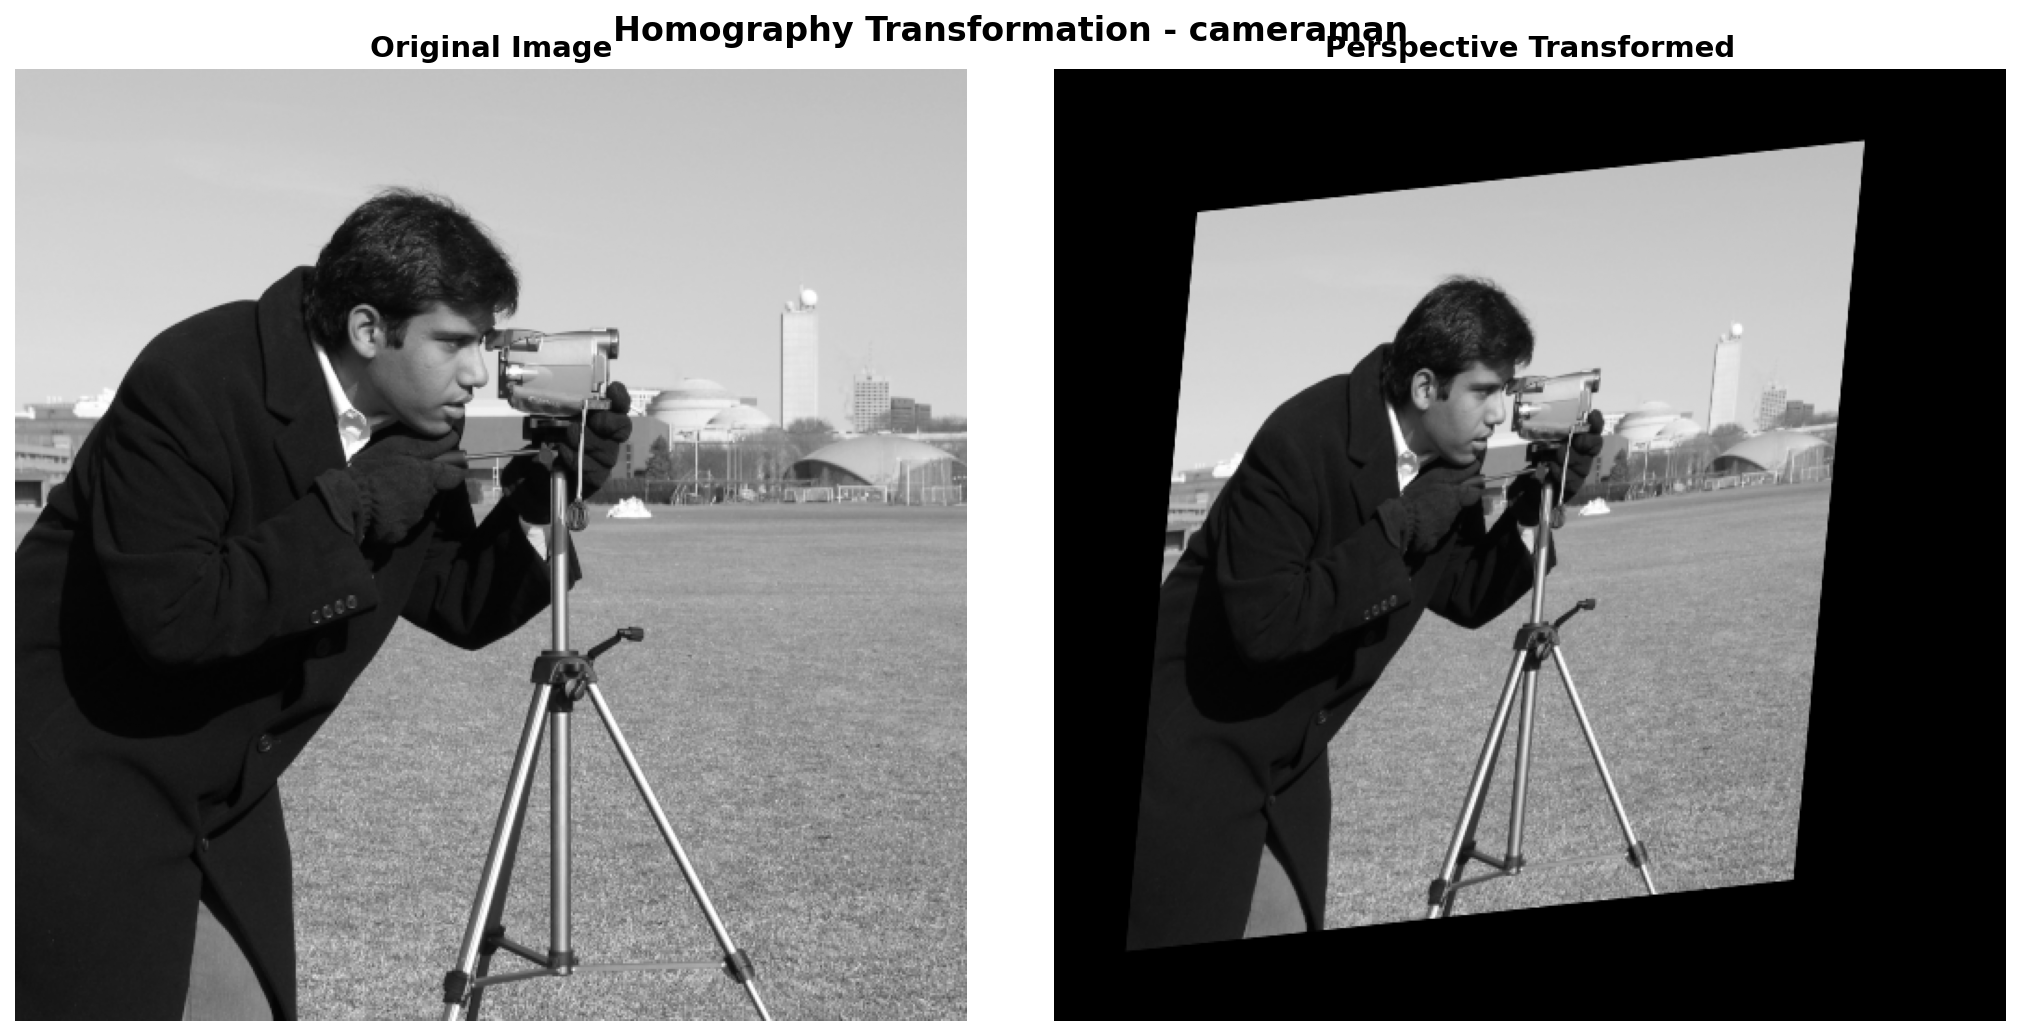 Homography Transformation - cameraman
Original Image
Perspective Transformed